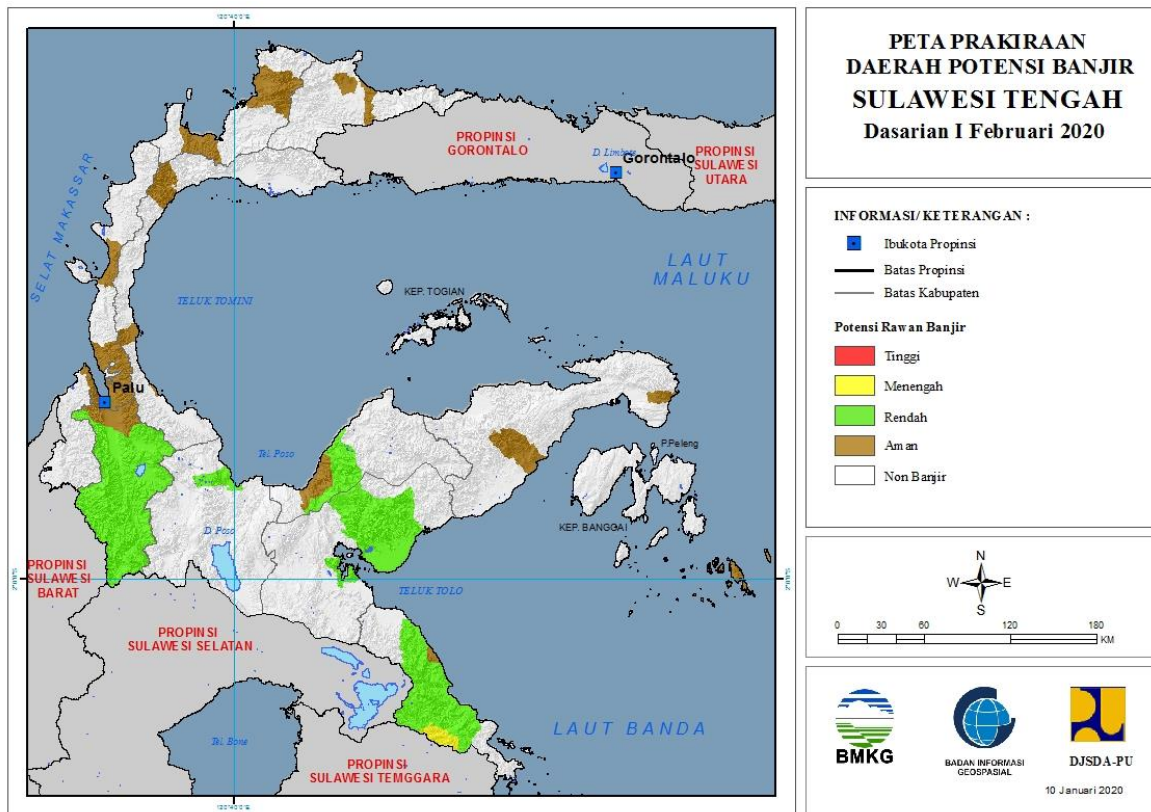 120°4'0"E
PETA PRAKIRAAN
DAERAH POTENSI BANJIR
SULAWESI TENGAH
Dasarian I Februari 2020
PROPINSI
GORONTALO
D. Limboto
Gorontalo
PROPINSI
SULAWESI
UTARA
SELAT MAKASSAR
TELUK TOMINI
LAUT
MALUKU
KEP. TOGIAN
Palu
Tel. Poso
P.Peleng
KEP. BANGGAI
D. Poso
PROPINSI
SULAWESI
BARAT
TELUK TOLO
PROPINSI
SULAWESI SELATAN
LAUT BANDA
Tel. Bone
PROPINSI
SULAWESI TEMGGARA
INFORMASI/ KETERANGAN :
Ibukota Propinsi
Batas Propinsi
Batas Kabupaten
Potensi Rawan Banjir
Tinggi
Menengah
Rendah
Aman
Non Banjir
N
W E
S
0 30 60 120 180
KM
BMKG
BADAN INFORMASI
GEOSPASIAL
DJSDA-PU
10 Januari 2020